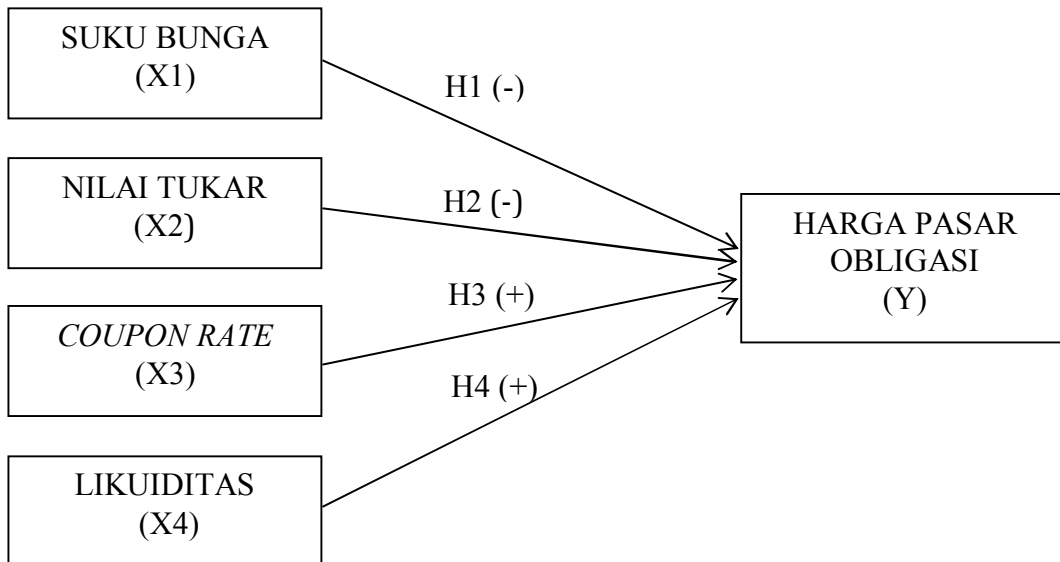 SUKU BUNGA
(X1)
H1 (-)
NILAI TUKAR
(X2)
H2 (-)
HARGA PASAR
OBLIGASI
(Y)
COUPON RATE
(X3)
H3 (+)
H4 (+)
LIKUIDITAS
(X4)